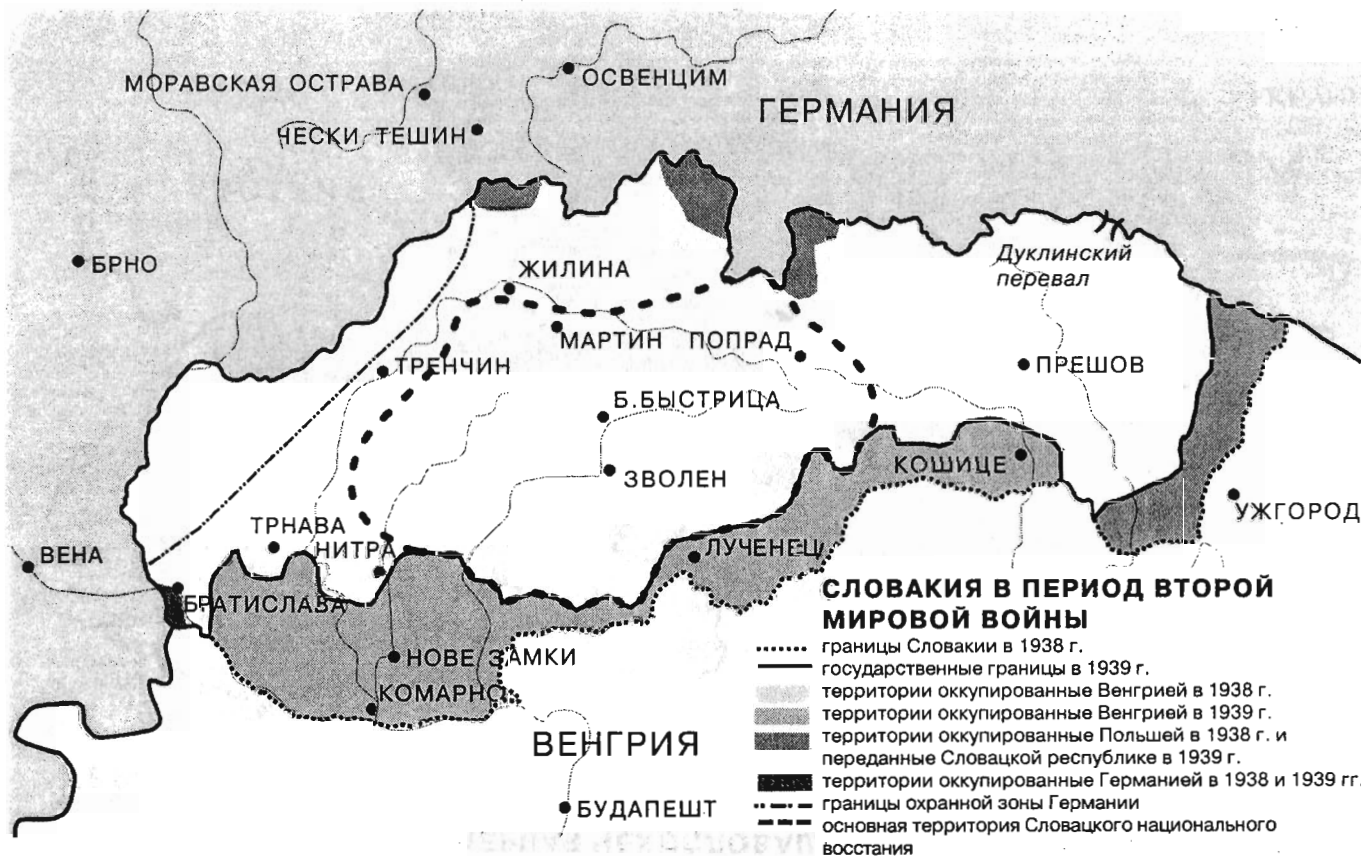 МОРАВСКАЯ ОСТРАВА
ОСВЕНЦИМ
ГЕРМАНИЯ
ЧЕСКИ ТЕШИН
БРНО
Дуклинский
перевал
ЖИЛИНА
МАРТИН
ПОПРАД
ПРЕШОВ
ТРЕНЧИН
Б.БЫСТРИЦА
ЗВОЛЕН
КОШИЦЕ
УЖГОРОД
ТРНАВА
НИТРА
ВЕНА
ЛУЧЕНЕЦ
БРАТИСЛАВА
НОВЕ ЗАМКИ
КОМАРНО
ВЕНГРИЯ
БУДАПЕШТ
СЛОВАКИЯ В ПЕРИОД ВТОРОЙ
МИРОВОЙ ВОЙНЫ
границы Словакии в 1938 г.
государственные границы в 1939 г.
территории оккупированные Венгрией в 1938 г.
территории оккупированные Венгрией в 1939 г.
территории оккупированные Польшей в 1938 г. и
переданные Словацкой республике в 1939 г.
территории оккупированные Германией в 1938 и 1939 гг.
границы охранной зоны Германии
основная территория Словацкого национального
восстания